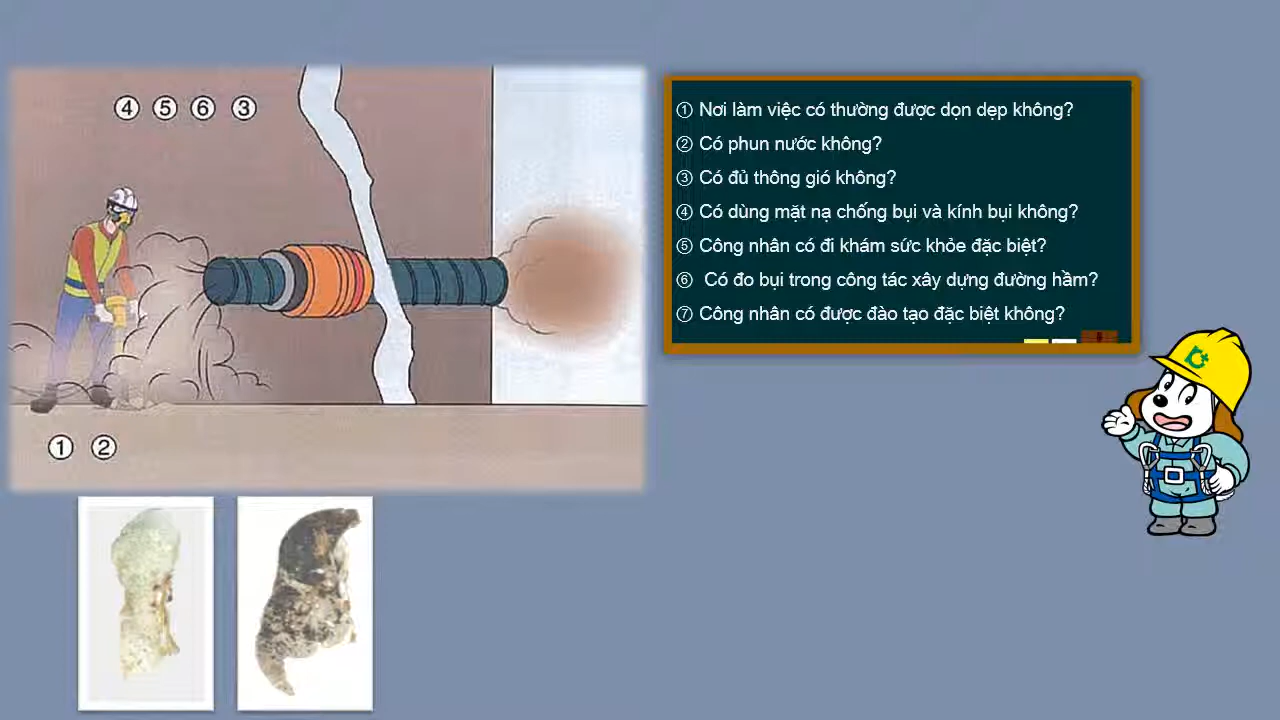 ④ ⑤ ⑥ ③
① ②
① Nơi làm việc có thường được dọn dẹp không?
② Có phun nước không?
③ Có đủ thông gió không?
④ Có dùng mặt nạ chống bụi và kính bụi không?
⑤ Công nhân có đi khám sức khỏe đặc biệt?
⑥ Có đo bụi trong công tác xây dựng đường hầm?
⑦ Công nhân có được đào tạo đặc biệt không?